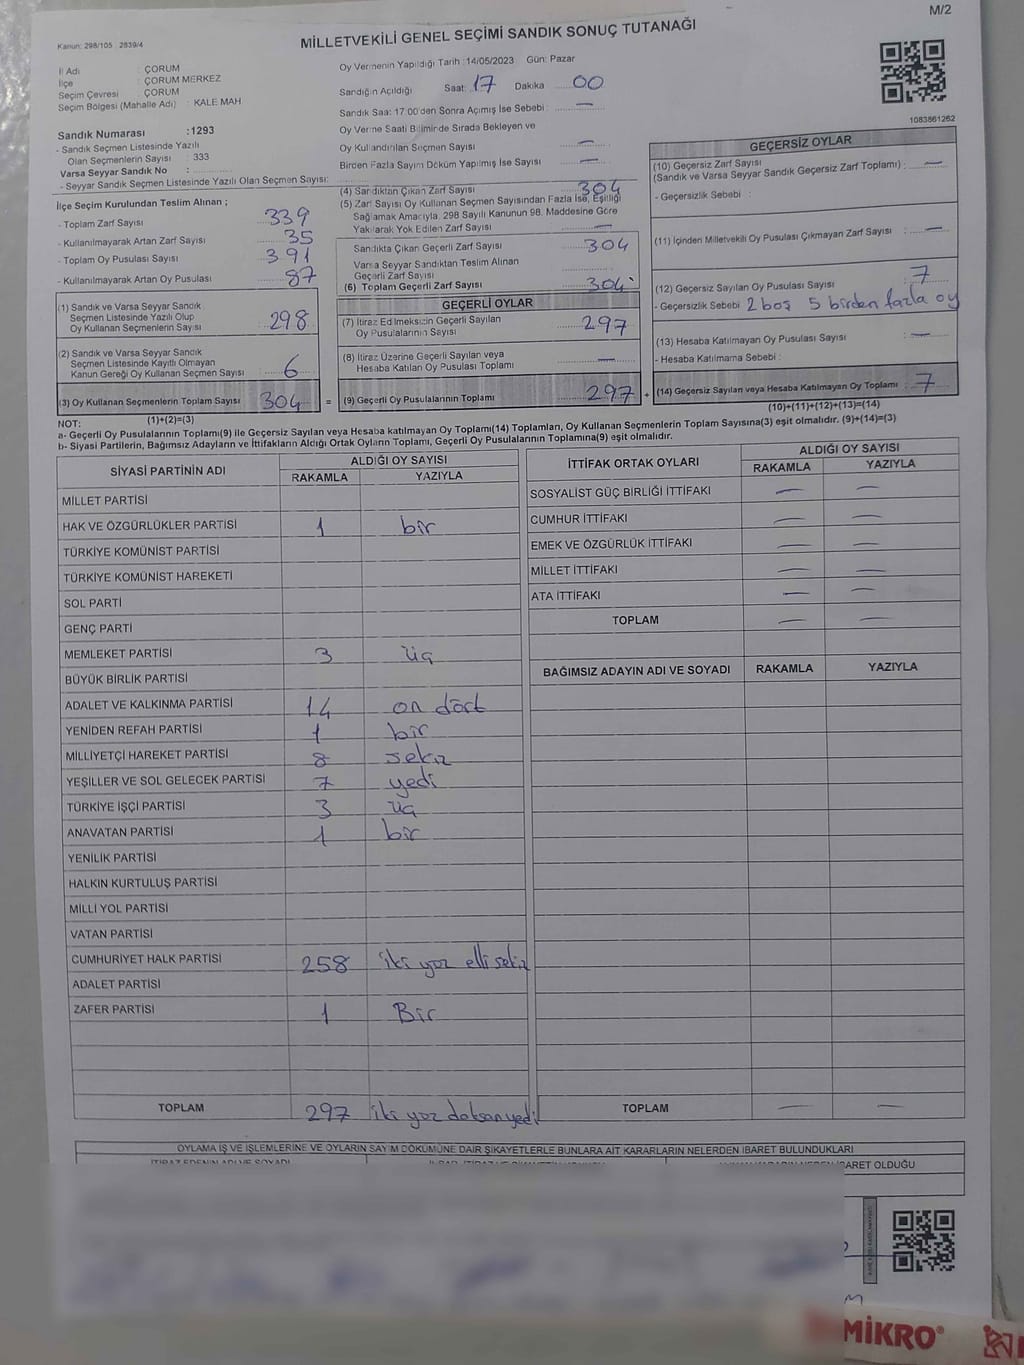 M/2
Kanun: 298/105 : 2839/4
MİLLETVEKİLİ GENEL SEÇİMİ SANDIK SONUÇ TUTANAĞI
İl Adı : ÇORUM
İlçe : ÇORUM MERKEZ
Seçim Çevresi : ÇORUM
Seçim Bölgesi (Mahalle Adı) : KALE MAH
Sandık Numarası : 1293
- Sandık Seçmen Listesinde Yazılı
Olan Seçmenlerin Sayısı : 333
Varsa Seyyar Sandık No :
- Seyyar Sandık Seçmen Listesinde Yazılı Olan Seçmen Sayısı:
Oy Vermenin Yapıldığı Tarih :14/05/2023 Gün: Pazar
Sandığın Açıldığı Saat: 17 Dakika 00
Sandık Saat 17:00'den Sonra Açılmış İse Sebebi : —
Oy Verme Saati Bitiminde Sırada Bekleyen ve
Oy Kullandırılan Seçmen Sayısı —
Birden Fazla Sayım Döküm Yapılmış İse Sayısı —
1083861262
İlçe Seçim Kurulundan Teslim Alınan ;
- Toplam Zarf Sayısı 339
- Kullanılmayarak Artan Zarf Sayısı 35
- Toplam Oy Pusulası Sayısı 391
- Kullanılmayarak Artan Oy Pusulası 87
(1) Sandık ve Varsa Seyyar Sandık
Seçmen Listesinde Yazılı Olup
Oy Kullanan Seçmenlerin Sayısı 298
(2) Sandık ve Varsa Seyyar Sandık
Seçmen Listesinde Kayıtlı Olmayan
Kanun Gereği Oy Kullanan Seçmen Sayısı 6
(3) Oy Kullanan Seçmenlerin Toplam Sayısı 304 =
(1)+(2)=(3)
(4) Sandıktan Çıkan Zarf Sayısı 304
(5) Zarf Sayısı Oy Kullanan Seçmen Sayısından Fazla İse, Eşitliği
Sağlamak Amacıyla, 298 Sayılı Kanunun 98. Maddesine Göre
Yakılarak Yok Edilen Zarf Sayısı —
Sandıkta Çıkan Geçerli Zarf Sayısı 304
Varsa Seyyar Sandıktan Teslim Alınan
Geçerli Zarf Sayısı
(6) Toplam Geçerli Zarf Sayısı 304
GEÇERLİ OYLAR
(7) İtiraz Edilmeksizin Geçerli Sayılan
Oy Pusulalarının Sayısı 297
(8) İtiraz Üzerine Geçerli Sayılan veya
Hesaba Katılan Oy Pusulası Toplamı —
(9) Geçerli Oy Pusulalarının Toplamı 297 +
GEÇERSİZ OYLAR
(10) Geçersiz Zarf Sayısı
(Sandık ve Varsa Seyyar Sandık Geçersiz Zarf Toplamı) : —
- Geçersizlik Sebebi :
(11) İçinden Milletvekili Oy Pusulası Çıkmayan Zarf Sayısı : —
(12) Geçersiz Sayılan Oy Pusulası Sayısı : 7
- Geçersizlik Sebebi 2 boş 5 birden fazla oy
(13) Hesaba Katılmayan Oy Pusulası Sayısı : —
- Hesaba Katılmama Sebebi :
(14) Geçersiz Sayılan veya Hesaba Katılmayan Oy Toplamı : 7
(10)+(11)+(12)+(13)=(14)
NOT:
a- Geçerli Oy Pusulalarının Toplamı(9) ile Geçersiz Sayılan veya Hesaba katılmayan Oy Toplamı(14) Toplamları, Oy Kullanan Seçmenlerin Toplam Sayısına(3) eşit olmalıdır. (9)+(14)=(3)
b- Siyasi Partilerin, Bağımsız Adayların ve İttifakların Aldığı Ortak Oyların Toplamı, Geçerli Oy Pusulalarının Toplamına(9) eşit olmalıdır.
SİYASİ PARTİNİN ADI ALDIĞI OY SAYISI
RAKAMLA YAZIYLA
MİLLET PARTİSİ
HAK VE ÖZGÜRLÜKLER PARTİSİ 1 bir
TÜRKİYE KOMÜNİST PARTİSİ
TÜRKİYE KOMÜNİST HAREKETİ
SOL PARTİ
GENÇ PARTİ
MEMLEKET PARTİSİ 3 üç
BÜYÜK BİRLİK PARTİSİ
ADALET VE KALKINMA PARTİSİ 14 on dört
YENİDEN REFAH PARTİSİ 1 bir
MİLLİYETÇİ HAREKET PARTİSİ 8 sekiz
YEŞİLLER VE SOL GELECEK PARTİSİ 7 yedi
TÜRKİYE İŞÇİ PARTİSİ 3 üç
ANAVATAN PARTİSİ 1 bir
YENİLİK PARTİSİ
HALKIN KURTULUŞ PARTİSİ
MİLLİ YOL PARTİSİ
VATAN PARTİSİ
CUMHURİYET HALK PARTİSİ 258 iki yüz elli sekiz
ADALET PARTİSİ
ZAFER PARTİSİ 1 Bir
TOPLAM 297 iki yüz doksan yedi
İTTİFAK ORTAK OYLARI ALDIĞI OY SAYISI
RAKAMLA YAZIYLA
SOSYALİST GÜÇ BİRLİĞİ İTTİFAKI — —
CUMHUR İTTİFAKI — —
EMEK VE ÖZGÜRLÜK İTTİFAKI — —
MİLLET İTTİFAKI — —
ATA İTTİFAKI — —
TOPLAM — —
BAĞIMSIZ ADAYIN ADI VE SOYADI RAKAMLA YAZIYLA
TOPLAM — —
OYLAMA İŞ VE İŞLEMLERİNE VE OYLARIN SAYIM DÖKÜMÜNE DAİR ŞİKAYETLERLE BUNLARA AİT KARARLARIN NELERDEN İBARET BULUNDUKLARI
İTİRAZ EDENİN ADI VE SOYADI
İBARET OLDUĞU
MİKRO